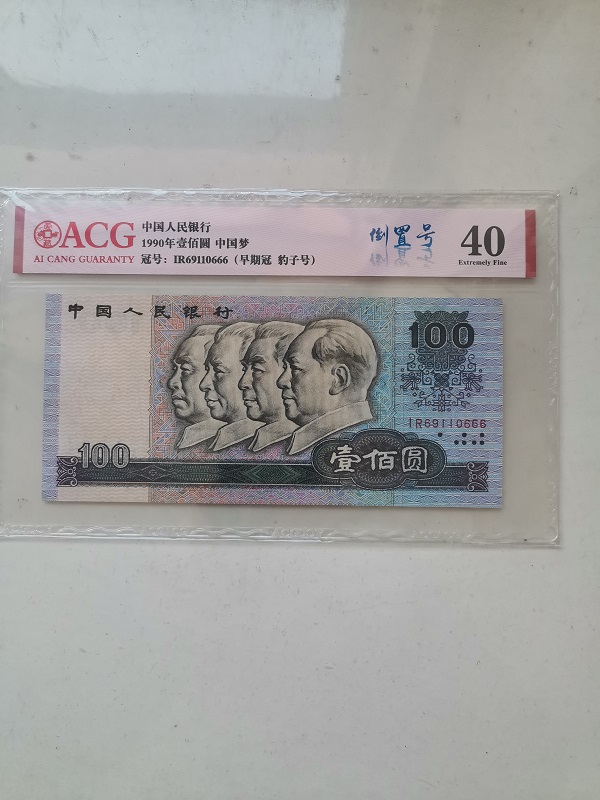 ACG
AI CANG GUARANTY
中国人民银行
1990年壹佰圆 中国梦
冠号: IR69110666 (早期冠 豹子号)
倒置号
40
Extremely Fine
中国人民银行
100
IR69110666
100
壹佰圆